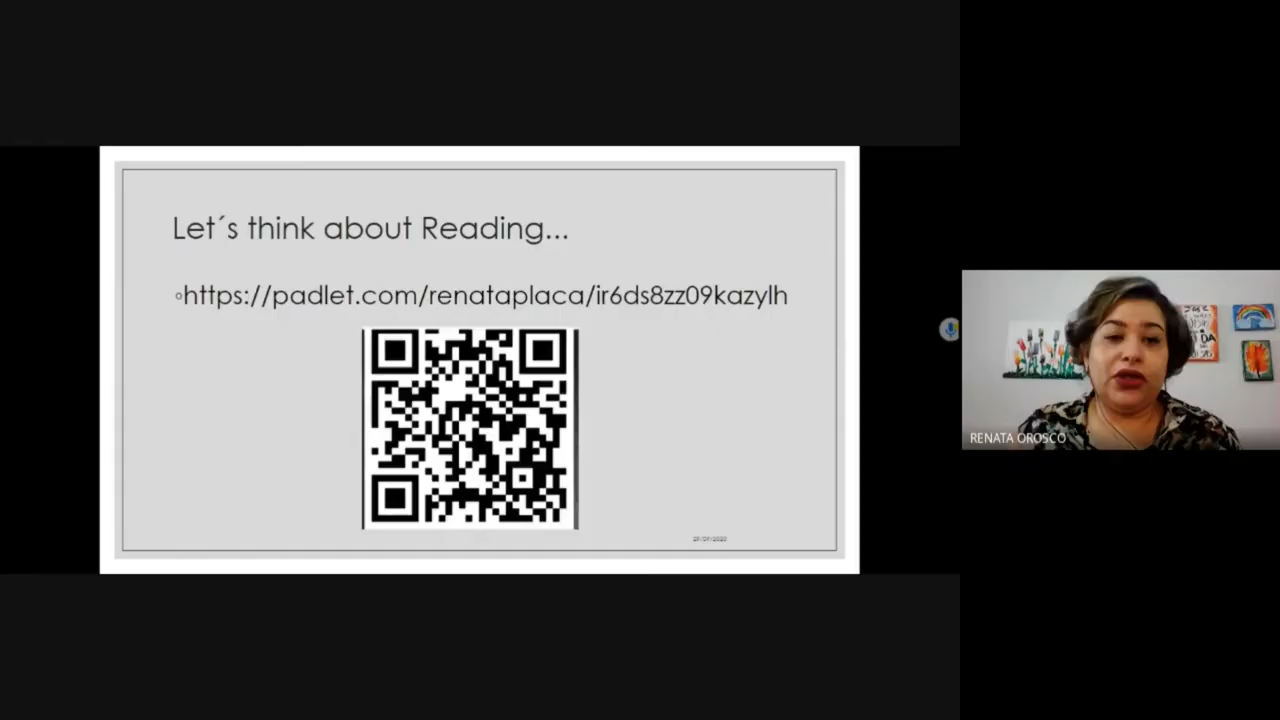 Let´s think about Reading...
https://padlet.com/renataplaca/ir6ds8zz09kazylh
RENATA OROSCO